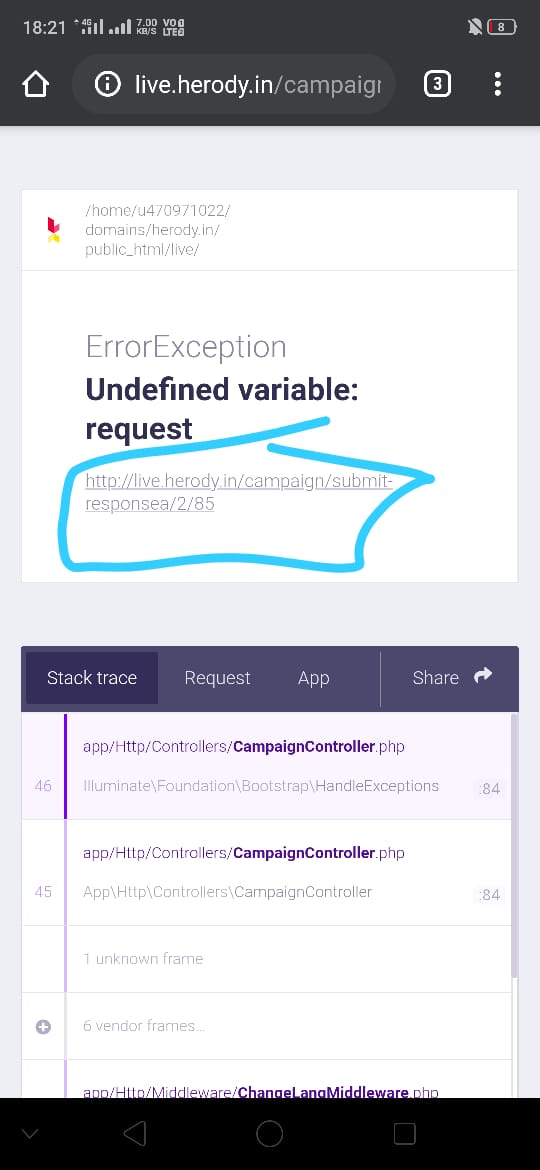 18:21 4G 7.00 KB/S VO LTE 8
live.herody.in/campaign 3
/home/u470971022/
domains/herody.in/
public_html/live/
ErrorException
Undefined variable:
request
http://live.herody.in/campaign/submit-
responsea/2/85
Stack trace Request App Share
app/Http/Controllers/CampaignController.php
46 Illuminate\Foundation\Bootstrap\HandleExceptions :84
app/Http/Controllers/CampaignController.php
45 App\Http\Controllers\CampaignController :84
1 unknown frame
6 vendor frames…
app/Http/Middleware/ChangeLangMiddleware.php